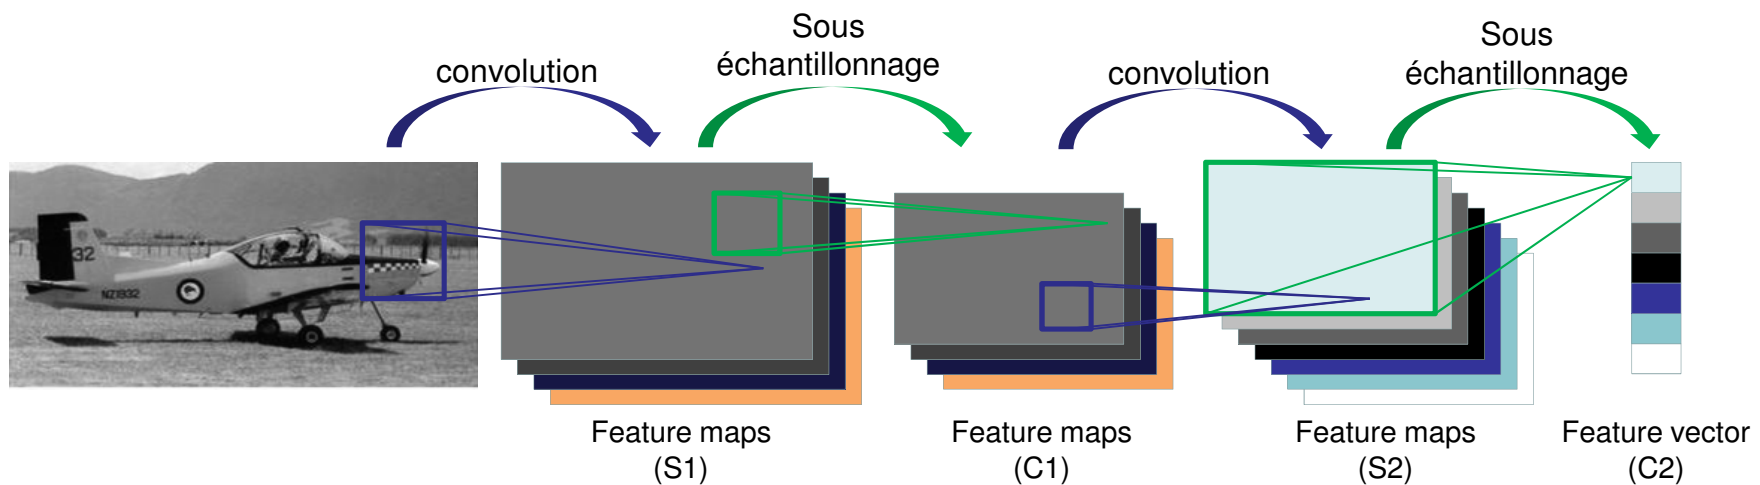 convolution
Sous
échantillonnage
convolution
Sous
échantillonnage
32
NZ1832
Feature maps
(S1)
Feature maps
(C1)
Feature maps
(S2)
Feature vector
(C2)